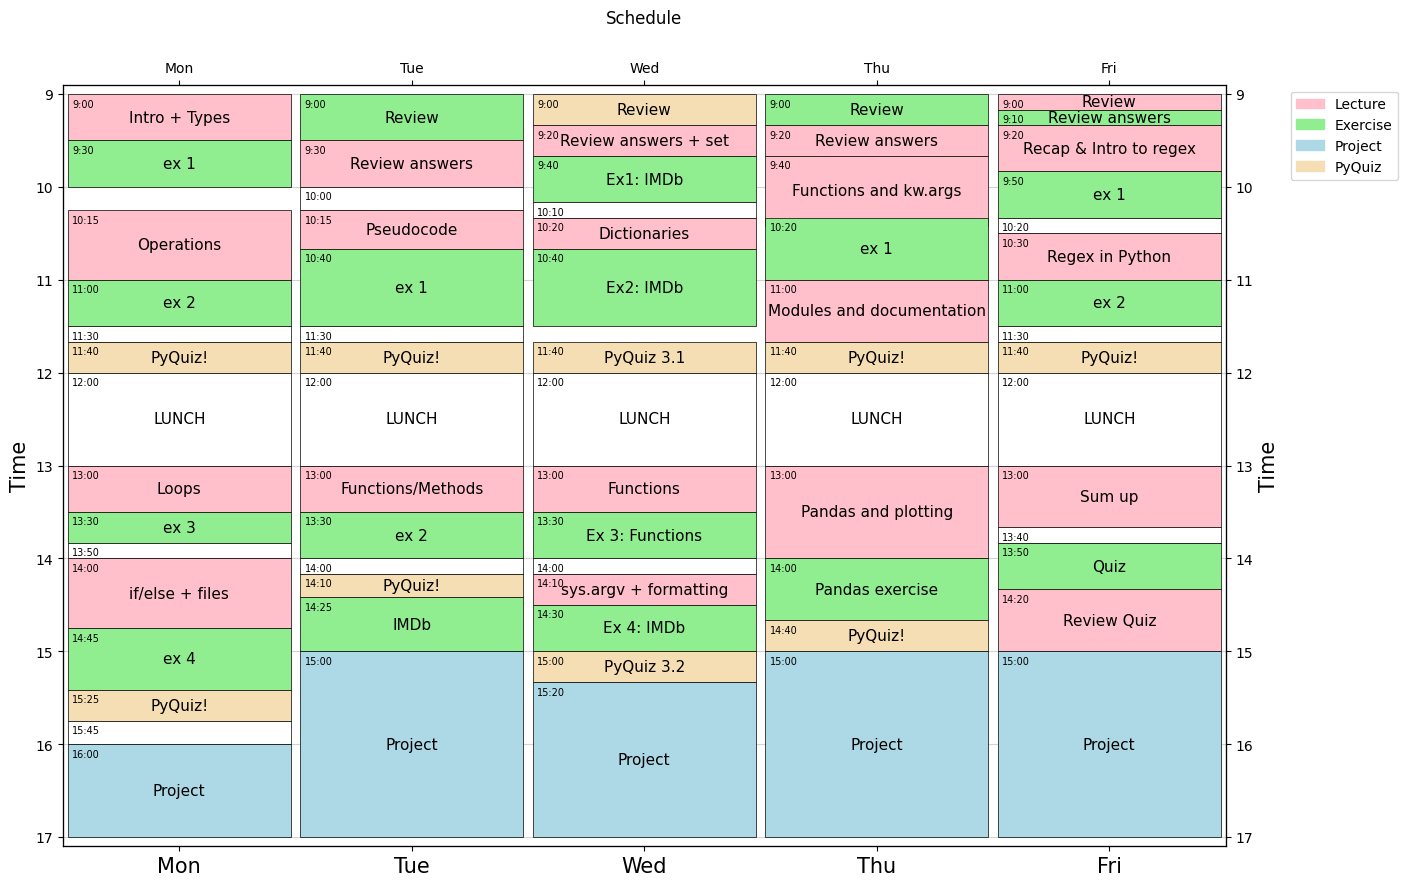 Schedule
Mon
Tue
Wed
Thu
Fri
Time
9
10
11
12
13
14
15
16
17
9:00
Intro + Types
9:30
ex 1
10:15
Operations
11:00
ex 2
11:30
11:40
PyQuiz!
12:00
LUNCH
13:00
Loops
13:30
ex 3
13:50
14:00
if/else + files
14:45
ex 4
15:25
PyQuiz!
15:45
16:00
Project
Mon
9:00
Review
9:30
Review answers
10:00
10:15
Pseudocode
10:40
ex 1
11:30
11:40
PyQuiz!
12:00
LUNCH
13:00
Functions/Methods
13:30
ex 2
14:00
14:10
PyQuiz!
14:25
IMDb
15:00
Project
Tue
9:00
Review
9:20
Review answers + set
9:40
Ex1: IMDb
10:10
10:20
Dictionaries
10:40
Ex2: IMDb
11:40
PyQuiz 3.1
12:00
LUNCH
13:00
Functions
13:30
Ex 3: Functions
14:00
14:10
sys.argv + formatting
14:30
Ex 4: IMDb
15:00
PyQuiz 3.2
15:20
Project
Wed
9:00
Review
9:20
Review answers
9:40
Functions and kw.args
10:20
ex 1
11:00
Modules and documentation
11:40
PyQuiz!
12:00
LUNCH
13:00
Pandas and plotting
14:00
Pandas exercise
14:40
PyQuiz!
15:00
Project
Thu
9:00
Review
9:10
Review answers
9:20
Recap & Intro to regex
9:50
ex 1
10:20
10:30
Regex in Python
11:00
ex 2
11:30
11:40
PyQuiz!
12:00
LUNCH
13:00
Sum up
13:40
13:50
Quiz
14:20
Review Quiz
15:00
Project
Fri
9
10
11
12
13
14
15
16
17
Time
Lecture
Exercise
Project
PyQuiz